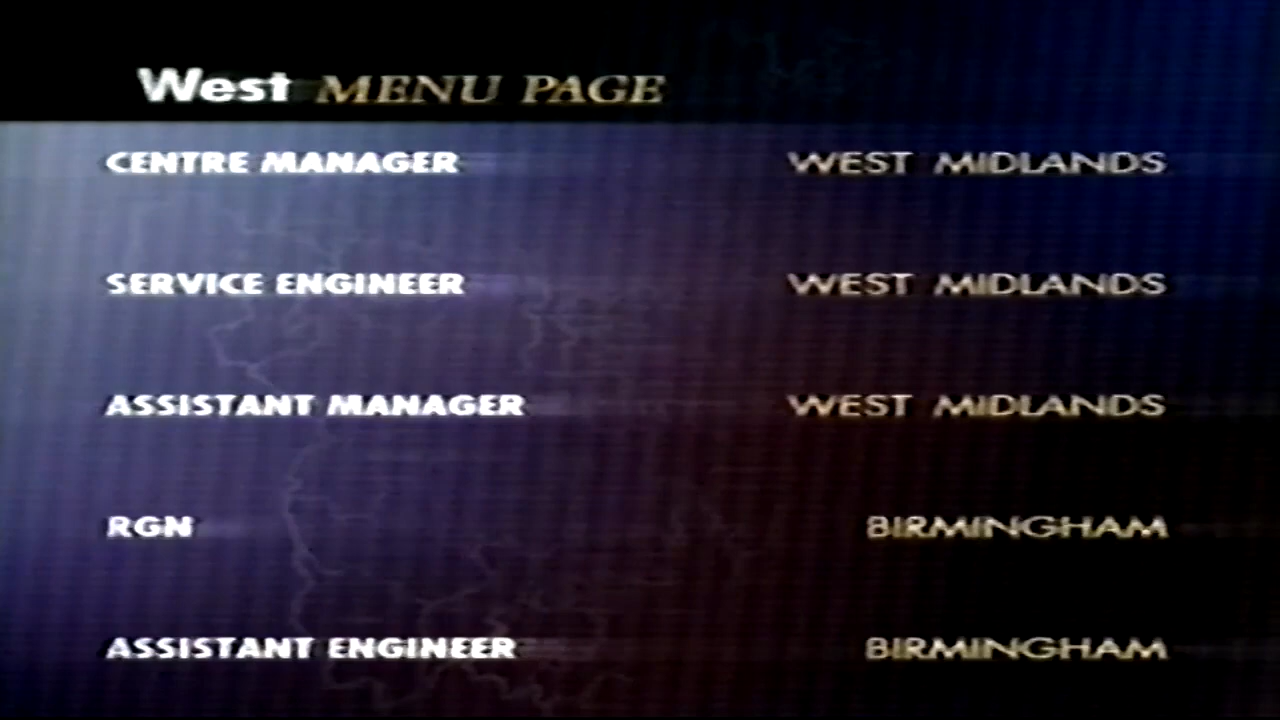 West MENU PAGE
CENTRE MANAGER WEST MIDLANDS
SERVICE ENGINEER WEST MIDLANDS
ASSISTANT MANAGER WEST MIDLANDS
RGN BIRMINGHAM
ASSISTANT ENGINEER BIRMINGHAM